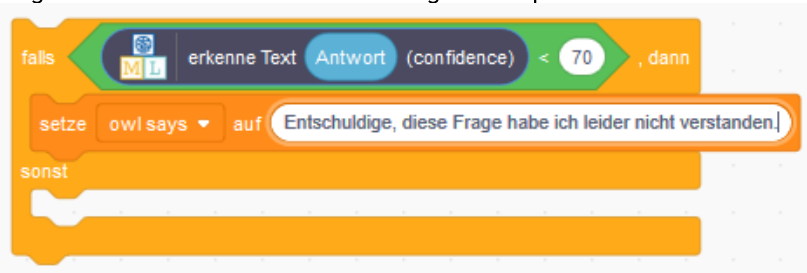 falls ML erkenne Text Antwort (confidence) < 70 , dann
setze owl says auf Entschuldige, diese Frage habe ich leider nicht verstanden.
sonst